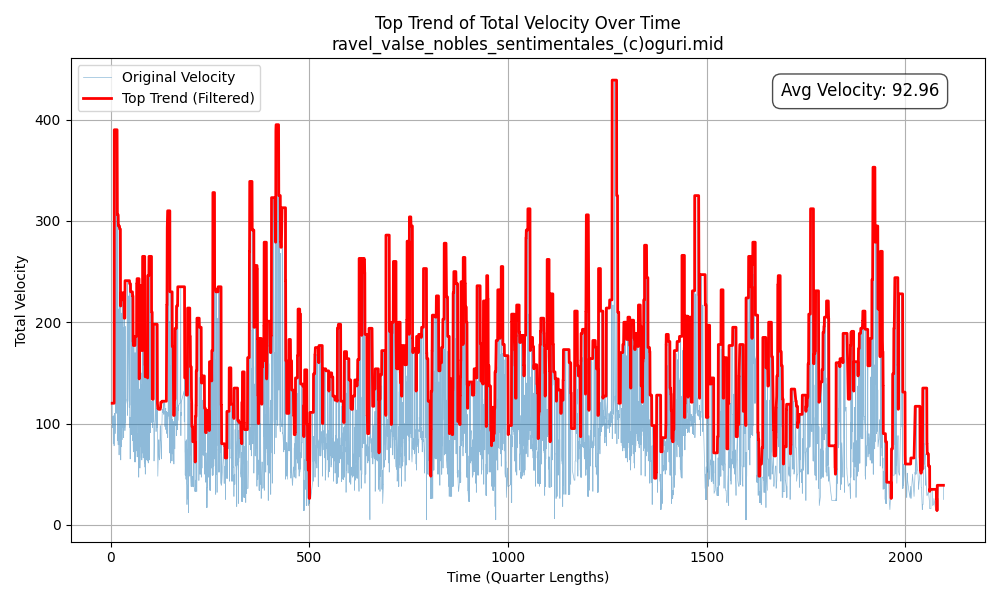 Top Trend of Total Velocity Over Time
ravel_valse_nobles_sentimentales_(c)oguri.mid
Original Velocity
Top Trend (Filtered)
Avg Velocity: 92.96
Total Velocity
400
300
200
100
0
0 500 1000 1500 2000
Time (Quarter Lengths)